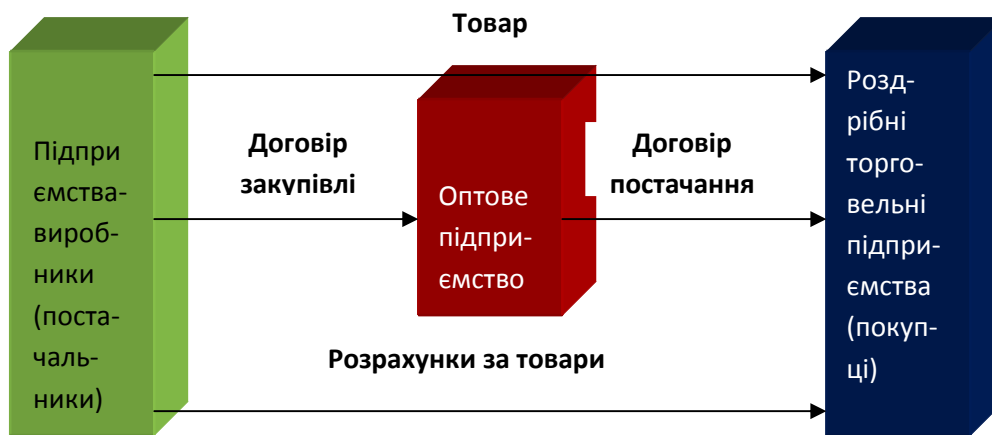 Товар
Підпри
ємства-
вироб-
ники
(поста-
чаль-
ники)
Договір
закупівлі
Оптове
підпри-
ємство
Договір
постачання
Розд-
рібні
торго-
вельні
підпри-
ємства
(покуп-
ці)
Розрахунки за товари